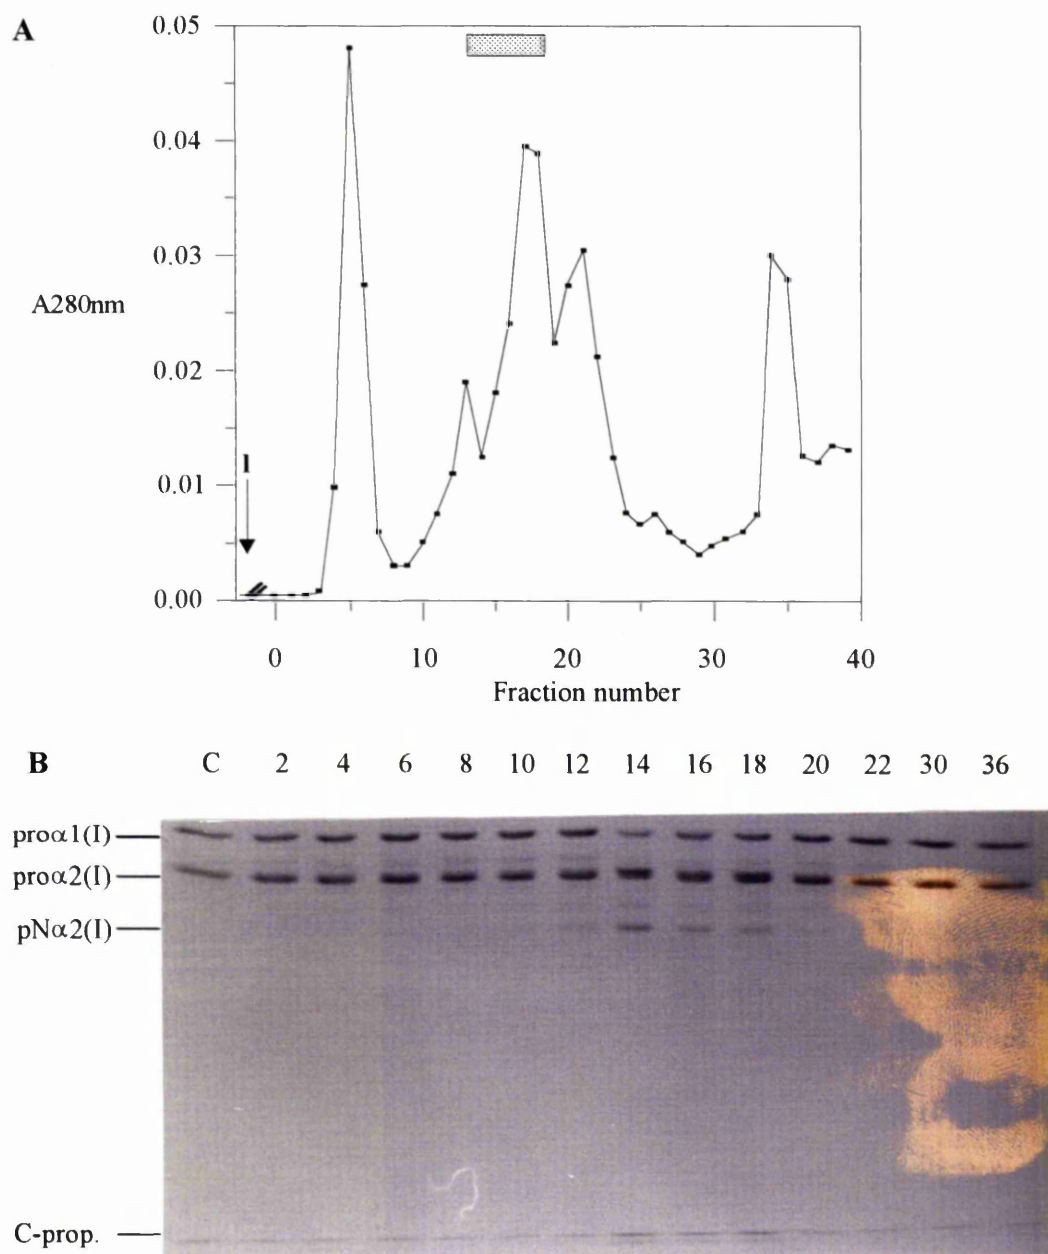 A
0.05
0.04
0.03
A280nm
0.02
1
0.01
0.00
0 10 20 30 40
Fraction number
B C 2 4 6 8 10 12 14 16 18 20 22 30 36
proα1(I)
proα2(I)
pNα2(I)
C-prop.